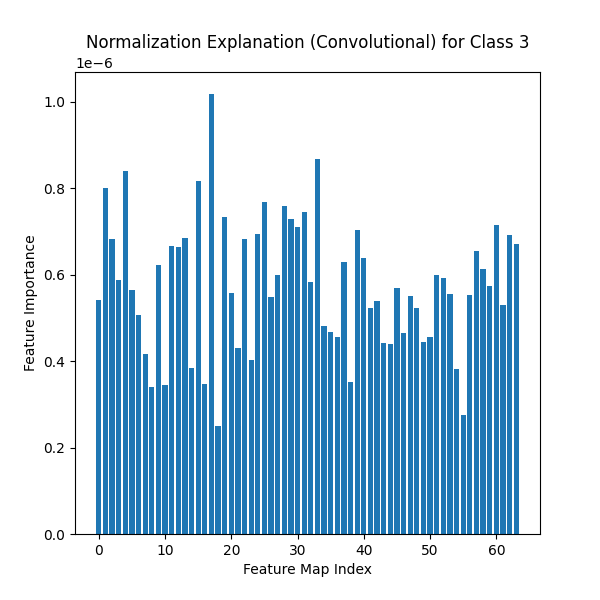 Normalization Explanation (Convolutional) for Class 3
1e−6
1.0
0.8
0.6
0.4
0.2
0.0
Feature Importance
0 10 20 30 40 50 60
Feature Map Index